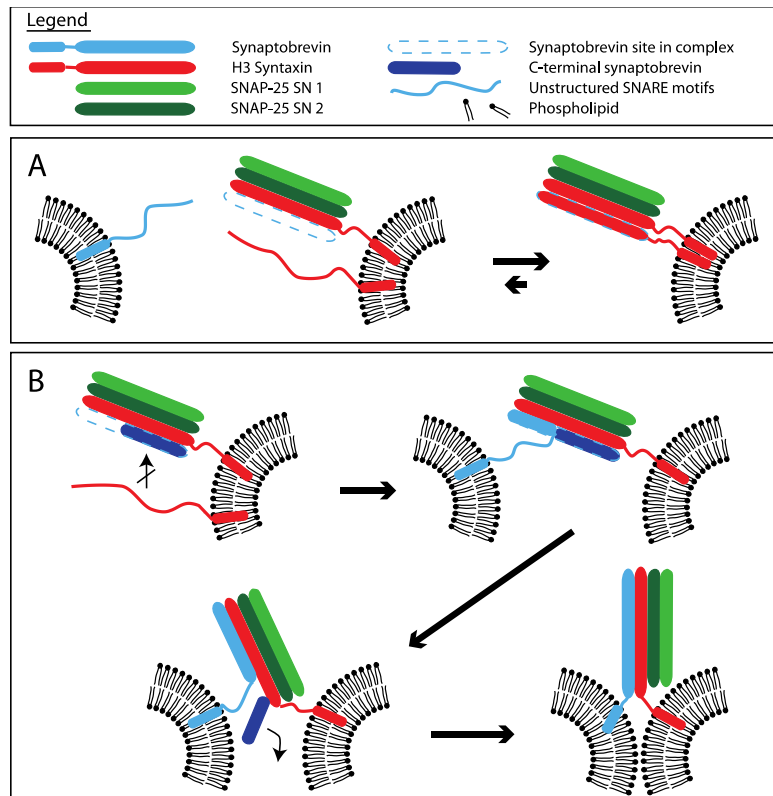 Legend
Synaptobrevin
H3 Syntaxin
SNAP-25 SN 1
SNAP-25 SN 2
Synaptobrevin site in complex
C-terminal synaptobrevin
Unstructured SNARE motifs
Phospholipid
A
B